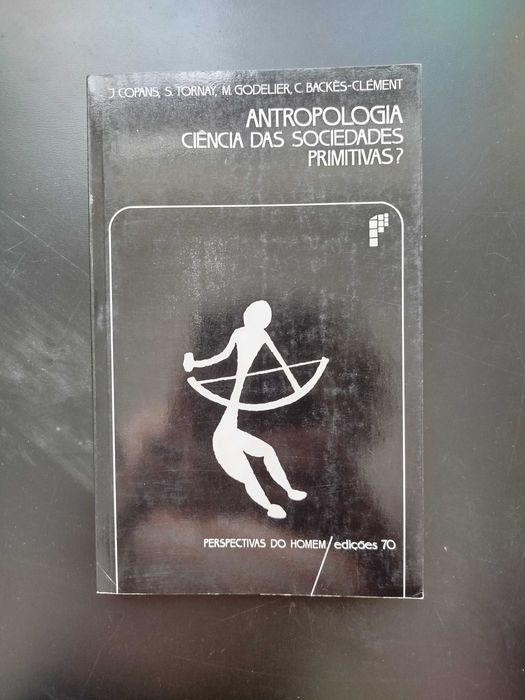 J. COPANS, S. TORNAY, M. GODELIER, C. BACKÈS-CLÉMENT
ANTROPOLOGIA
CIÊNCIA DAS SOCIEDADES
PRIMITIVAS?
PERSPECTIVAS DO HOMEM/edições 70